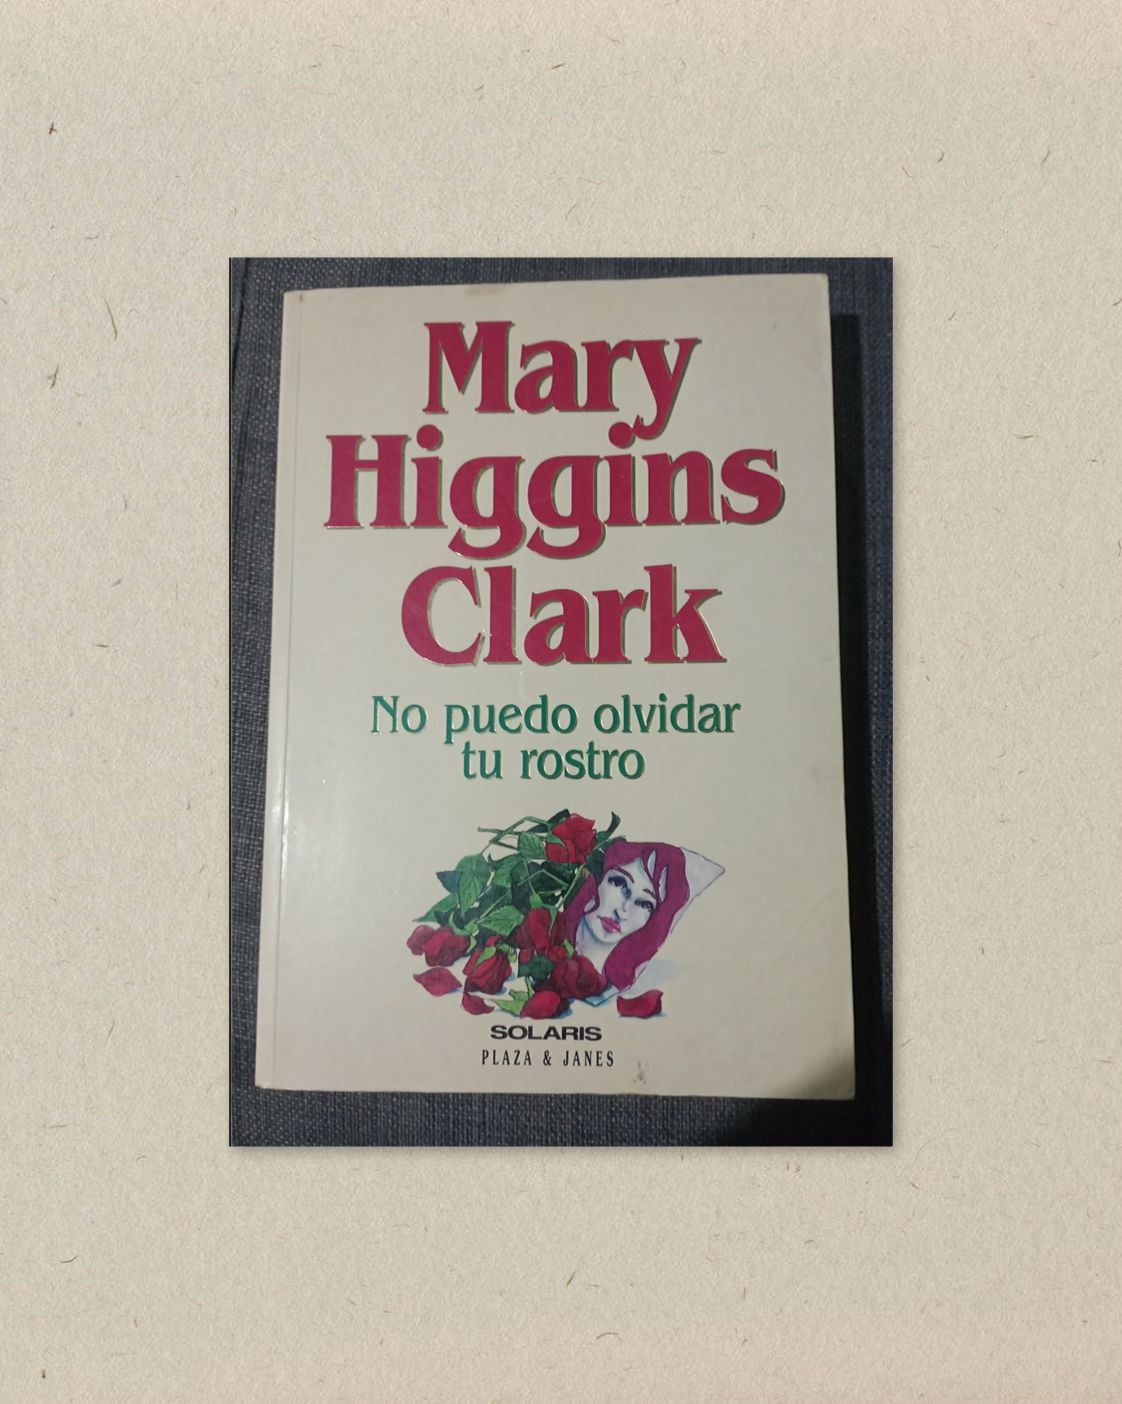 Mary
Higgins
Clark
No puedo olvidar
tu rostro
SOLARIS
PLAZA & JANES